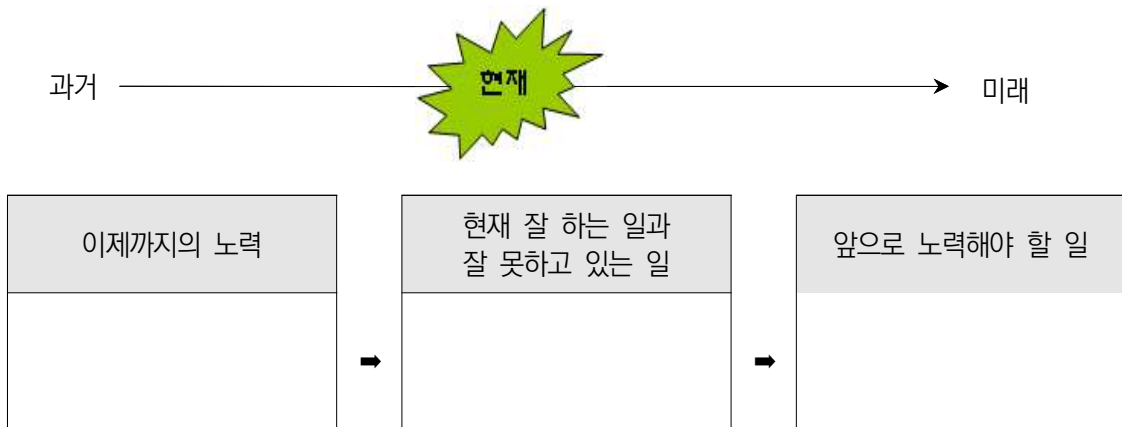 과거
현재
미래
이제까지의 노력
현재 잘 하는 일과
잘 못하고 있는 일
앞으로 노력해야 할 일